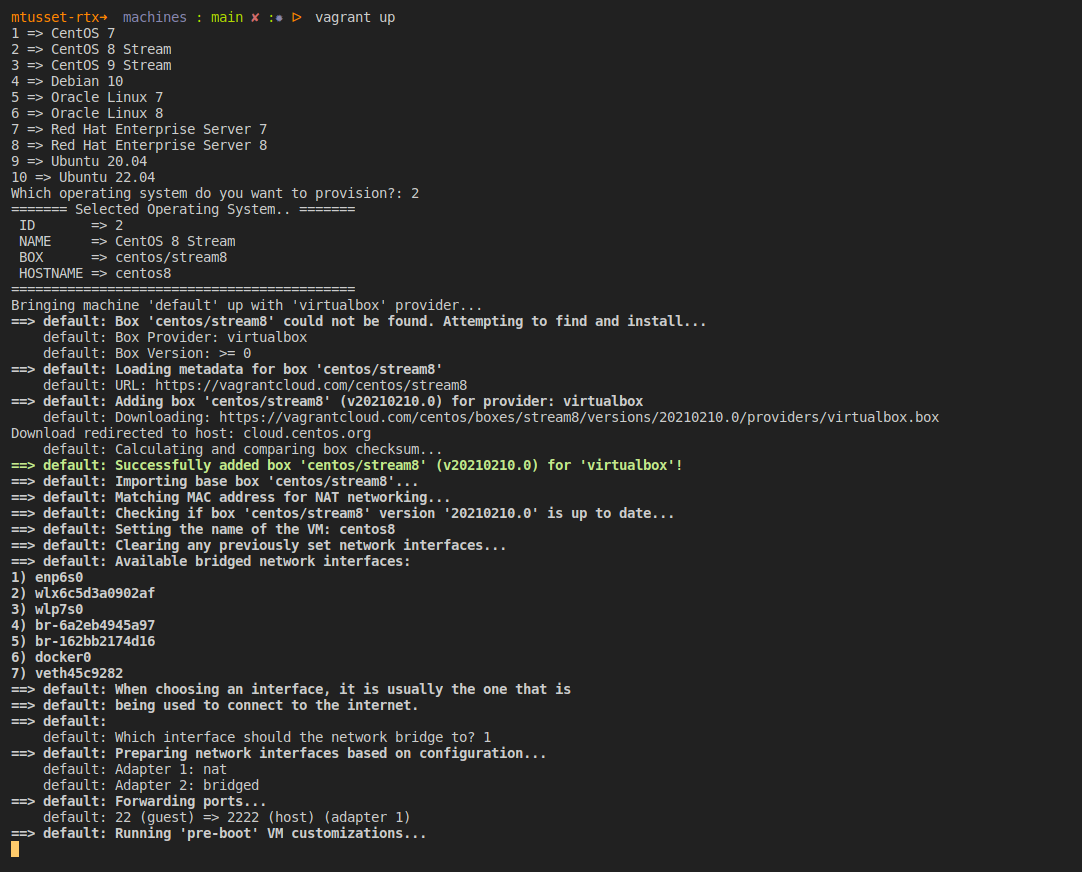 mtusset-rtx→  machines : main ✘ :● ▷  vagrant up
1 => CentOS 7
2 => CentOS 8 Stream
3 => CentOS 9 Stream
4 => Debian 10
5 => Oracle Linux 7
6 => Oracle Linux 8
7 => Red Hat Enterprise Server 7
8 => Red Hat Enterprise Server 8
9 => Ubuntu 20.04
10 => Ubuntu 22.04
Which operating system do you want to provision?: 2
======= Selected Operating System.. =======
 ID       => 2
 NAME     => CentOS 8 Stream
 BOX      => centos/stream8
 HOSTNAME => centos8
===========================================
Bringing machine 'default' up with 'virtualbox' provider...
==> default: Box 'centos/stream8' could not be found. Attempting to find and install...
    default: Box Provider: virtualbox
    default: Box Version: >= 0
==> default: Loading metadata for box 'centos/stream8'
    default: URL: https://vagrantcloud.com/centos/stream8
==> default: Adding box 'centos/stream8' (v20210210.0) for provider: virtualbox
    default: Downloading: https://vagrantcloud.com/centos/boxes/stream8/versions/20210210.0/providers/virtualbox.box
Download redirected to host: cloud.centos.org
    default: Calculating and comparing box checksum...
==> default: Successfully added box 'centos/stream8' (v20210210.0) for 'virtualbox'!
==> default: Importing base box 'centos/stream8'...
==> default: Matching MAC address for NAT networking...
==> default: Checking if box 'centos/stream8' version '20210210.0' is up to date...
==> default: Setting the name of the VM: centos8
==> default: Clearing any previously set network interfaces...
==> default: Available bridged network interfaces:
1) enp6s0
2) wlx6c5d3a0902af
3) wlp7s0
4) br-6a2eb4945a97
5) br-162bb2174d16
6) docker0
7) veth45c9282
==> default: When choosing an interface, it is usually the one that is
==> default: being used to connect to the internet.
==> default:
    default: Which interface should the network bridge to? 1
==> default: Preparing network interfaces based on configuration...
    default: Adapter 1: nat
    default: Adapter 2: bridged
==> default: Forwarding ports...
    default: 22 (guest) => 2222 (host) (adapter 1)
==> default: Running 'pre-boot' VM customizations...